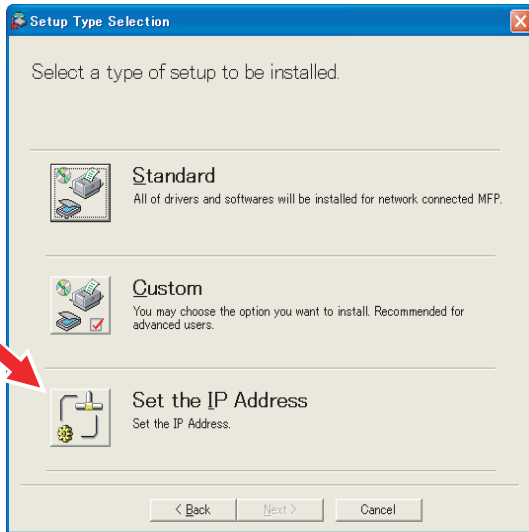 Setup Type Selection
Select a type of setup to be installed.
Standard
All of drivers and softwares will be installed for network connected MFP.
Custom
You may choose the option you want to install. Recommended for
advanced users.
Set the IP Address
Set the IP Address.
< Back
Next >
Cancel